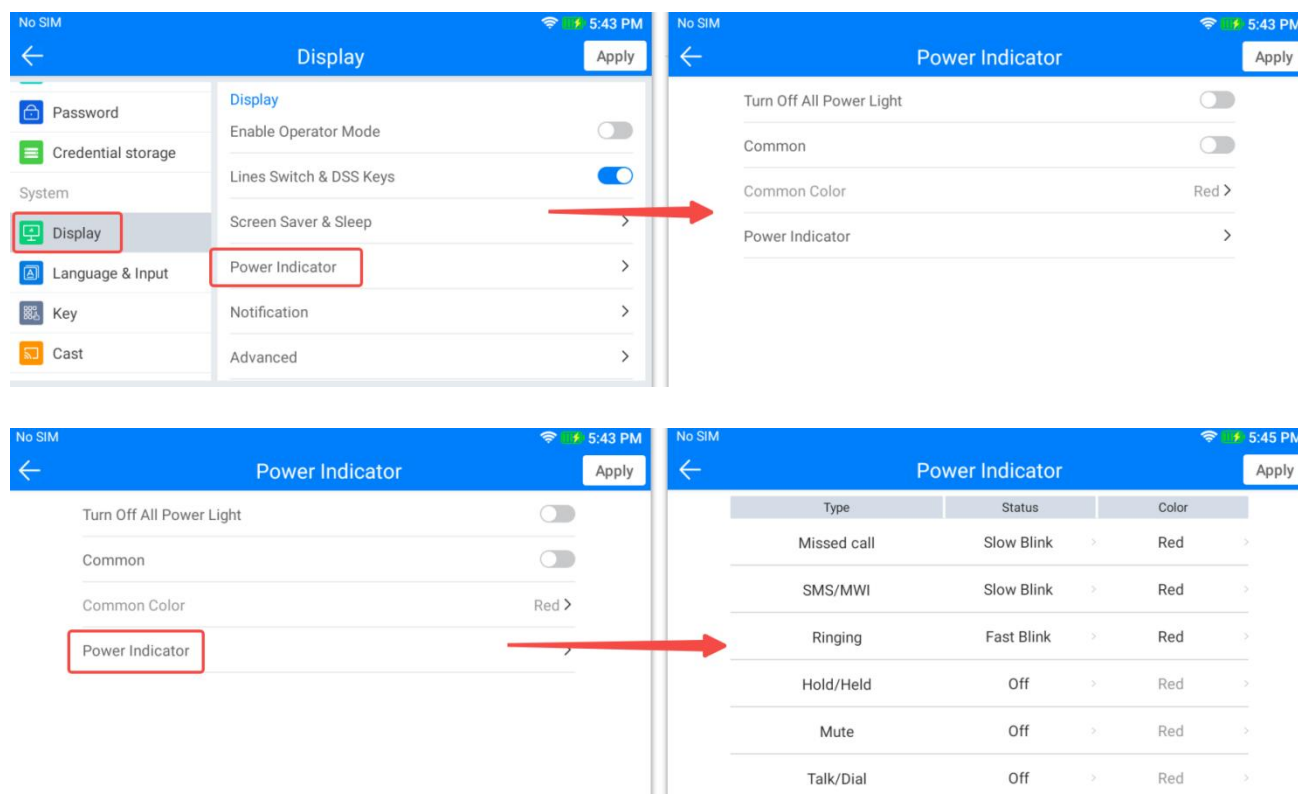 No SIM 5:43 PM
Display Apply
Password
Credential storage
System
Display
Language & Input
Key
Cast
Display
Enable Operator Mode
Lines Switch & DSS Keys
Screen Saver & Sleep
Power Indicator
Notification
Advanced
No SIM 5:43 PM
Power Indicator Apply
Turn Off All Power Light
Common
Common Color Red
Power Indicator
No SIM 5:43 PM
Power Indicator Apply
Turn Off All Power Light
Common
Common Color Red
Power Indicator
No SIM 5:45 PM
Power Indicator Apply
Type Status Color
Missed call Slow Blink Red
SMS/MWI Slow Blink Red
Ringing Fast Blink Red
Hold/Held Off Red
Mute Off Red
Talk/Dial Off Red